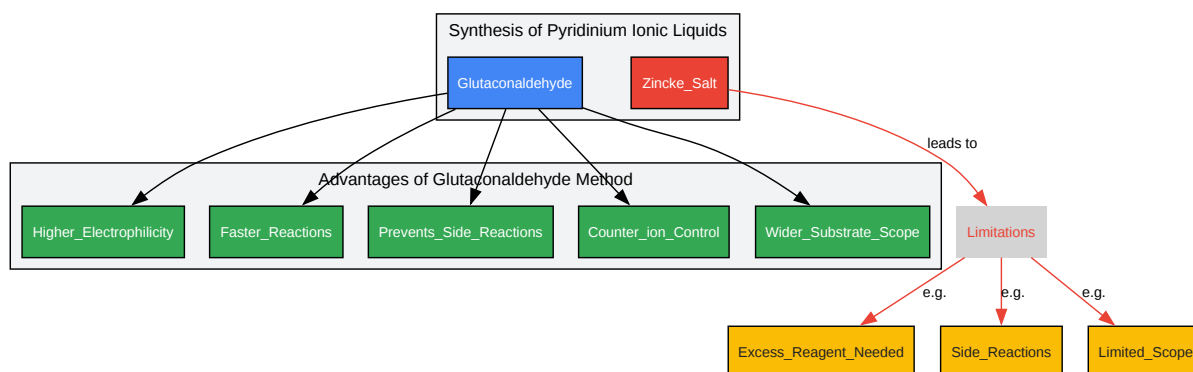 Synthesis of Pyridinium Ionic Liquids
Glutaconaldehyde
Zincke_Salt
leads to
Advantages of Glutaconaldehyde Method
Higher_Electrophilicity
Faster_Reactions
Prevents_Side_Reactions
Counter_ion_Control
Wider_Substrate_Scope
Limitations
e.g.
e.g.
e.g.
Excess_Reagent_Needed
Side_Reactions
Limited_Scope